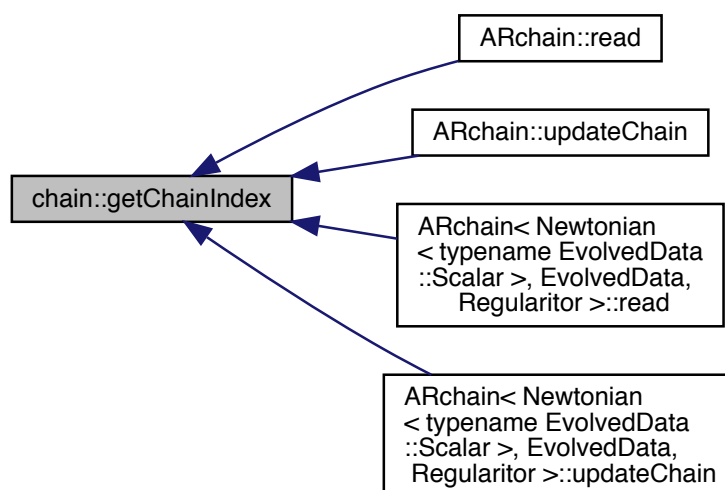 ARchain::read
ARchain::updateChain
chain::getChainIndex
ARchain< Newtonian
< typename EvolvedData
::Scalar >, EvolvedData,
Regularitor >::read
ARchain< Newtonian
< typename EvolvedData
::Scalar >, EvolvedData,
Regularitor >::updateChain